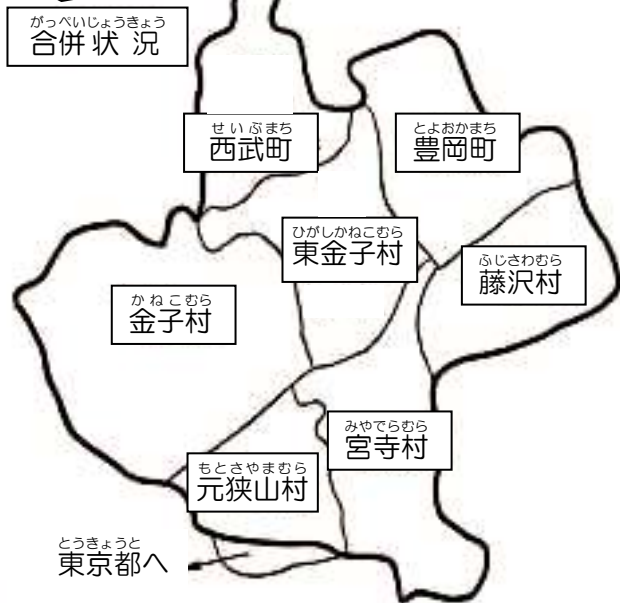 がっぺいじょうきょう
合併状況
せいぶまち
西武町
とよおかまち
豊岡町
ひがしかねこむら
東金子村
ふじさわむら
藤沢村
かねこむら
金子村
みやでらむら
宮寺村
もとさやまむら
元狭山村
とうきょうと
東京都へ